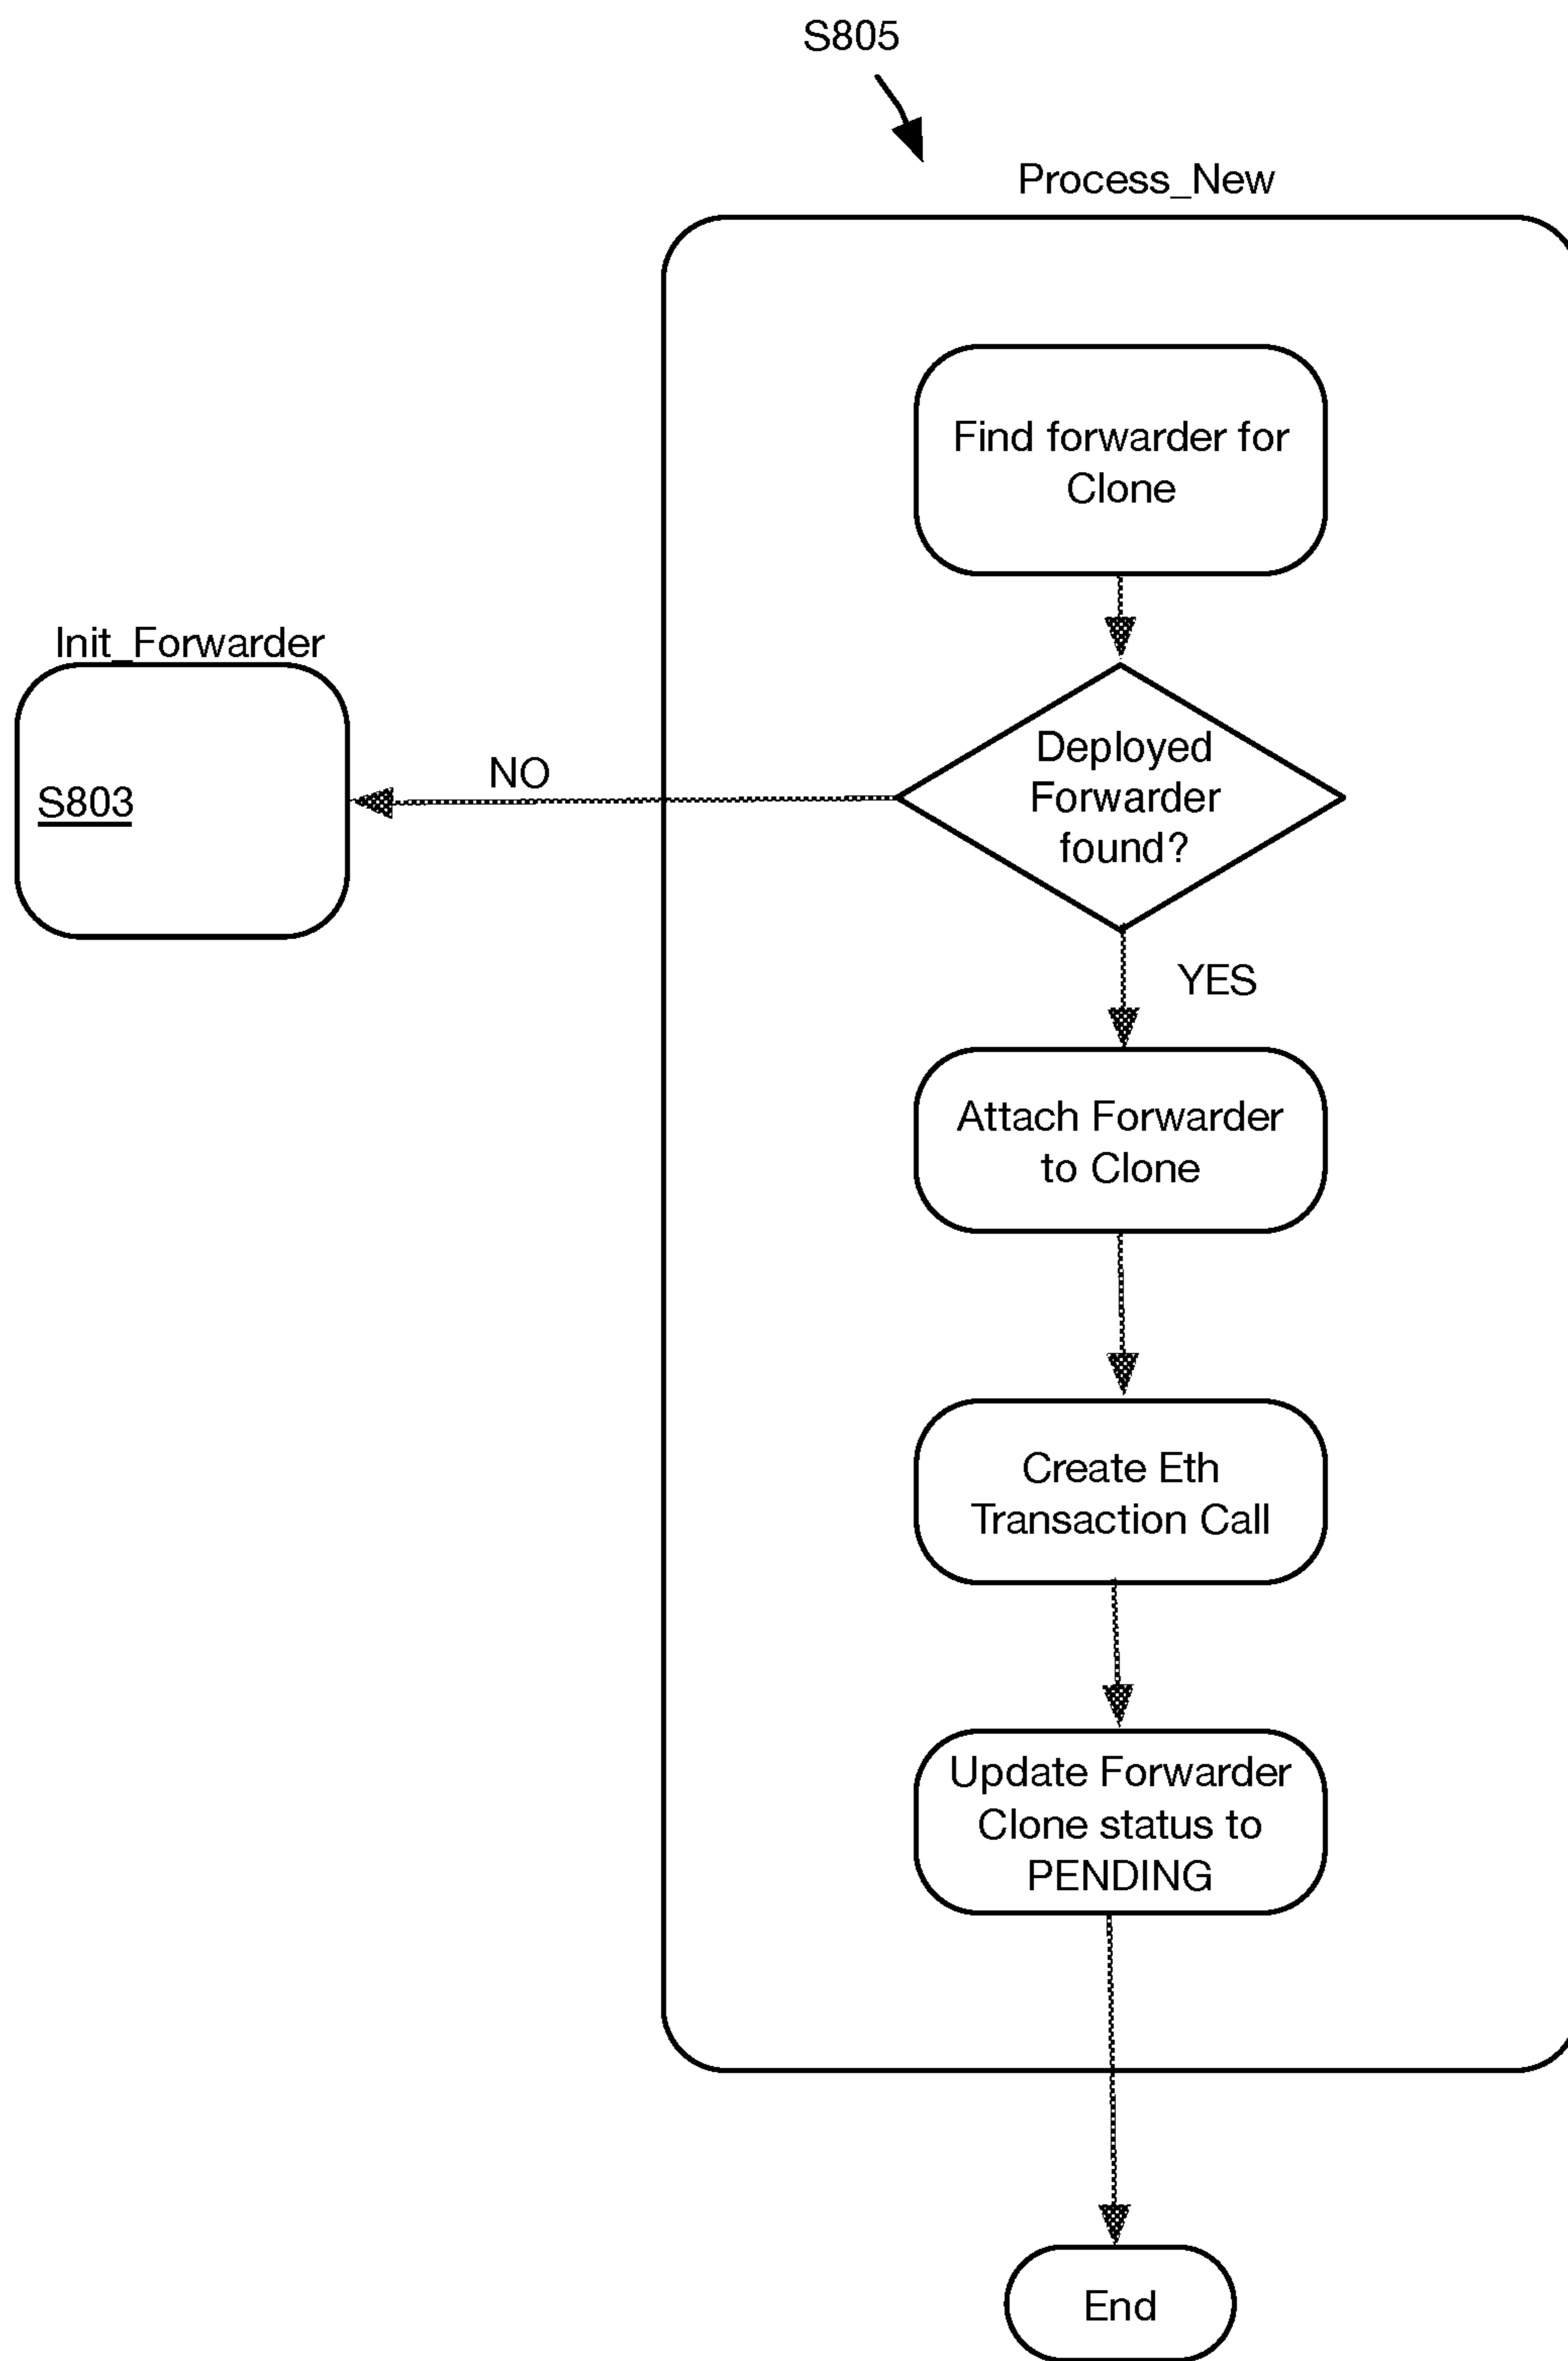 S805
Process_New
Find forwarder for
Clone
Init_Forwarder
S803
NO
Deployed
Forwarder
found?
YES
Attach Forwarder
to Clone
Create Eth
Transaction Call
Update Forwarder
Clone status to
PENDING
End